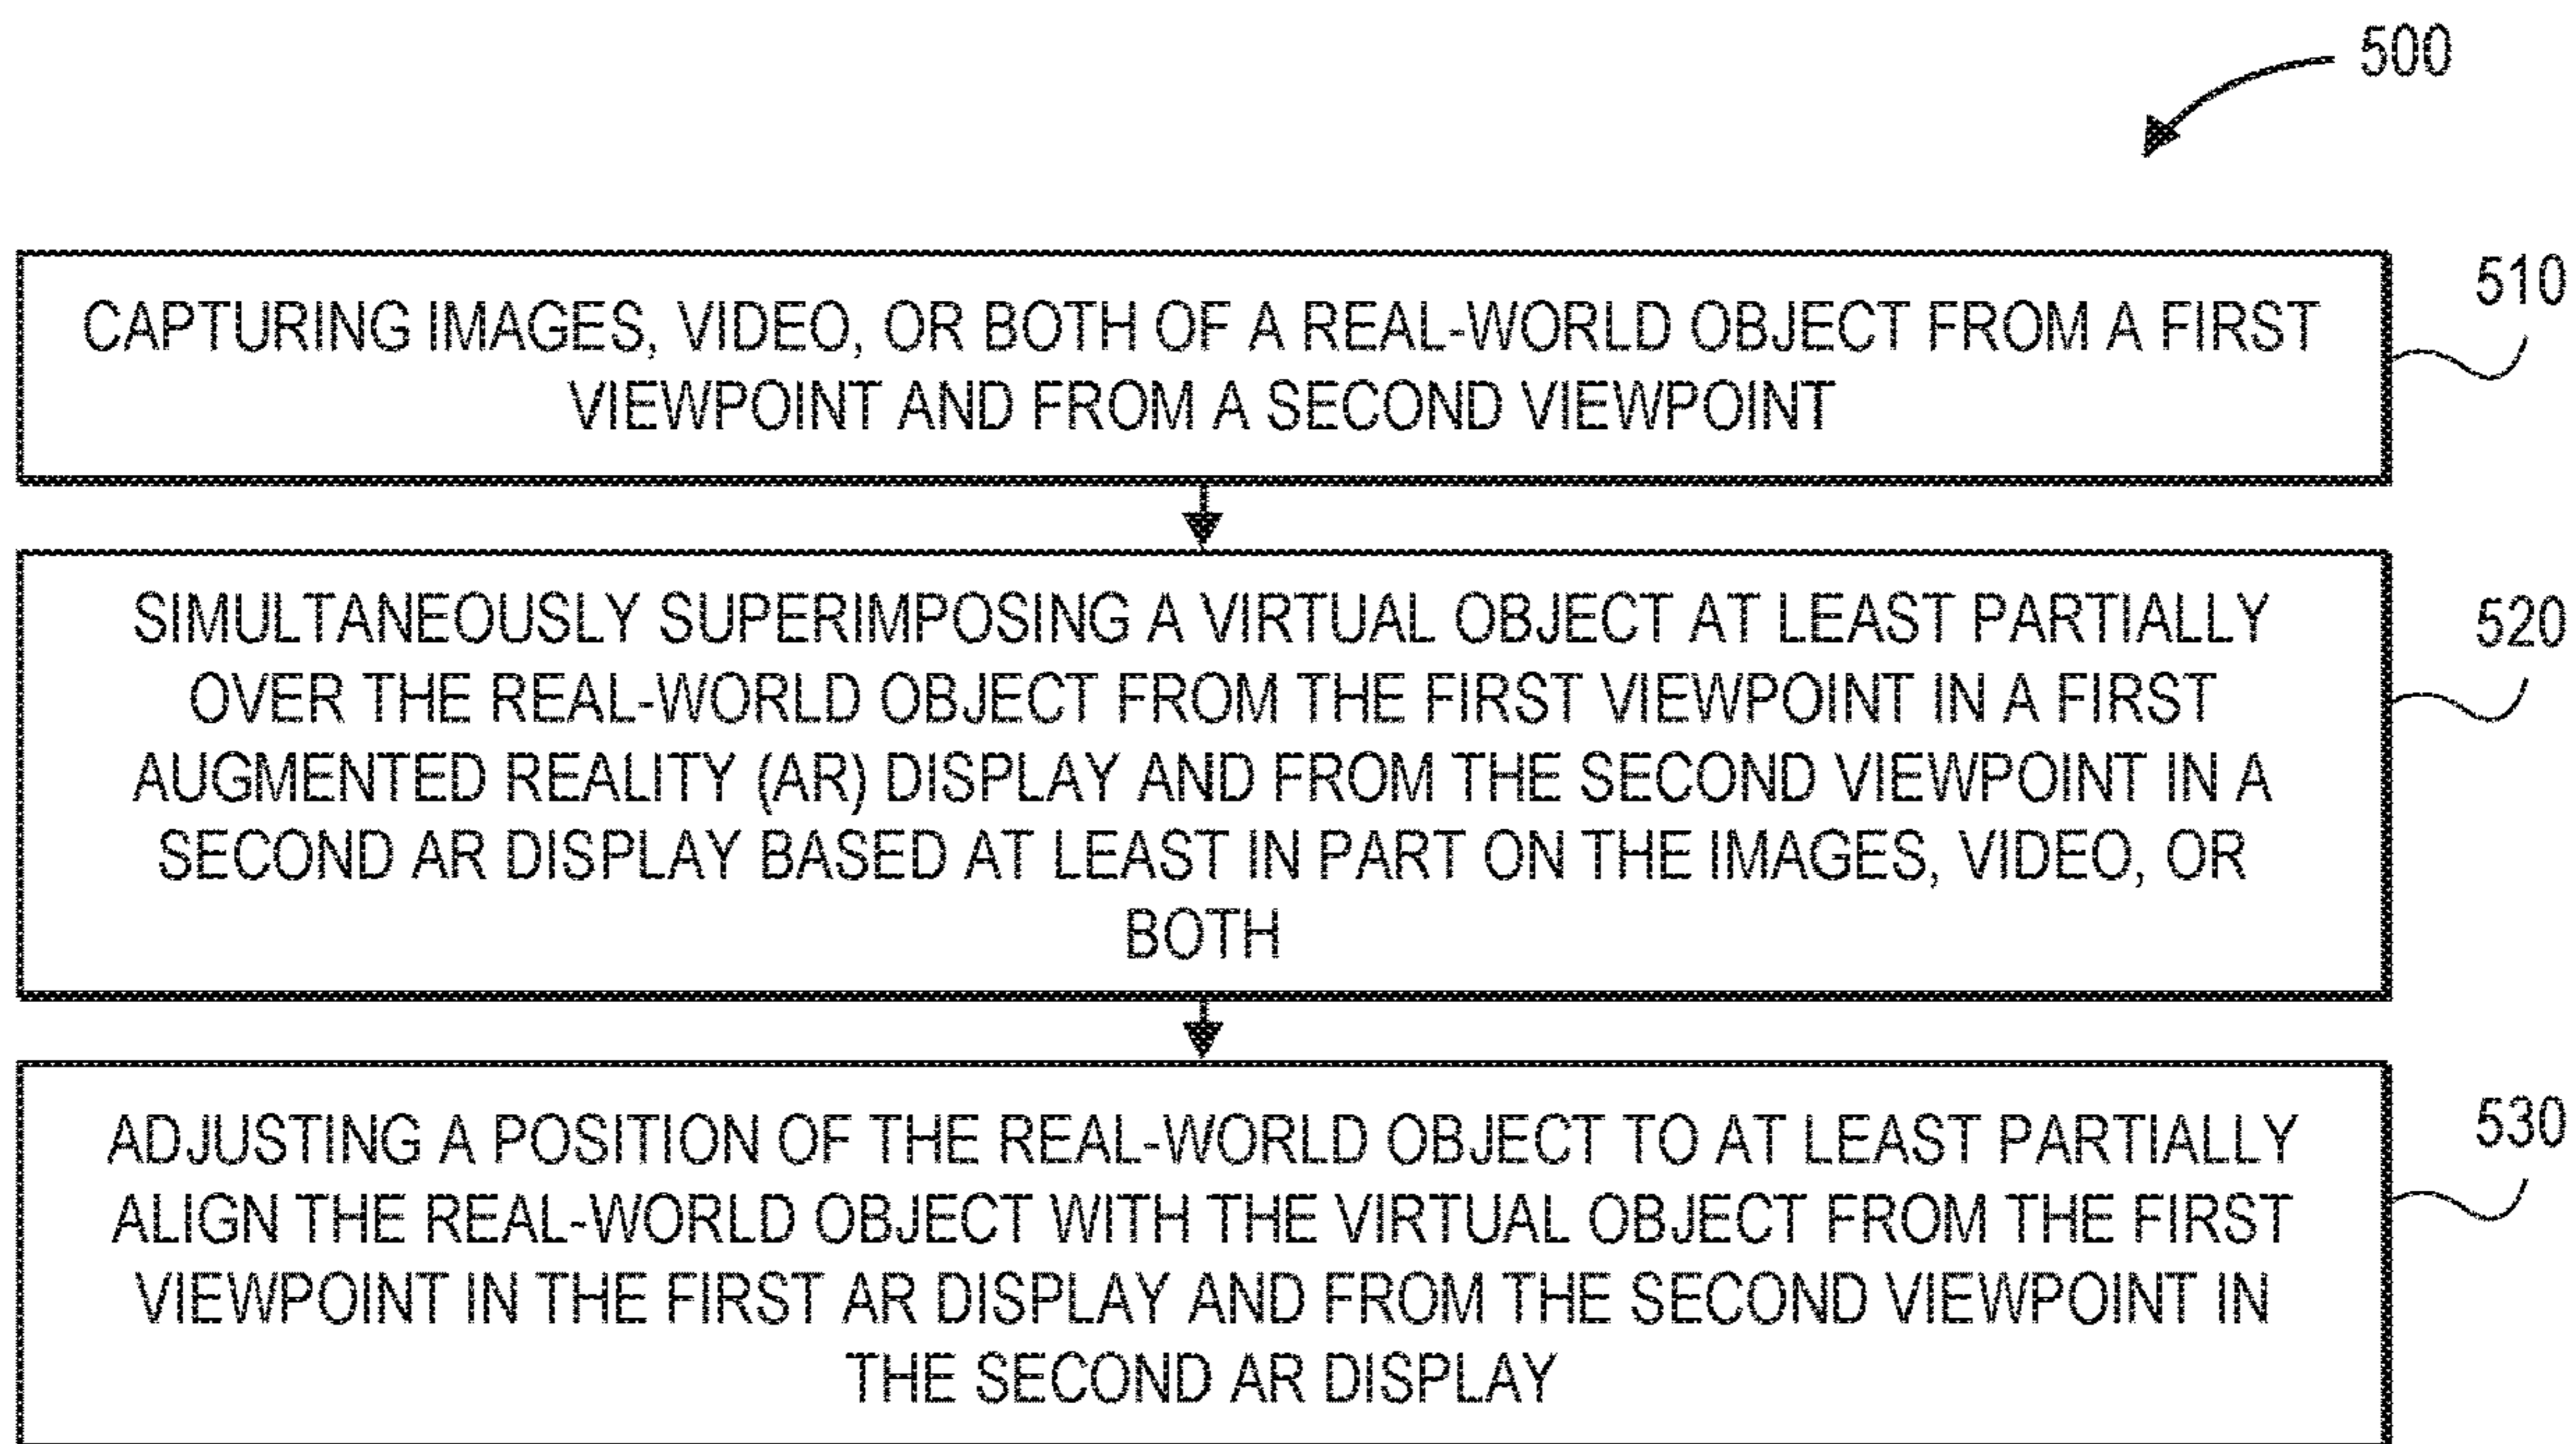 500
510
CAPTURING IMAGES, VIDEO, OR BOTH OF A REAL-WORLD OBJECT FROM A FIRST
VIEWPOINT AND FROM A SECOND VIEWPOINT
520
SIMULTANEOUSLY SUPERIMPOSING A VIRTUAL OBJECT AT LEAST PARTIALLY
OVER THE REAL-WORLD OBJECT FROM THE FIRST VIEWPOINT IN A FIRST
AUGMENTED REALITY (AR) DISPLAY AND FROM THE SECOND VIEWPOINT IN A
SECOND AR DISPLAY BASED AT LEAST IN PART ON THE IMAGES, VIDEO, OR
BOTH
530
ADJUSTING A POSITION OF THE REAL-WORLD OBJECT TO AT LEAST PARTIALLY
ALIGN THE REAL-WORLD OBJECT WITH THE VIRTUAL OBJECT FROM THE FIRST
VIEWPOINT IN THE FIRST AR DISPLAY AND FROM THE SECOND VIEWPOINT IN
THE SECOND AR DISPLAY